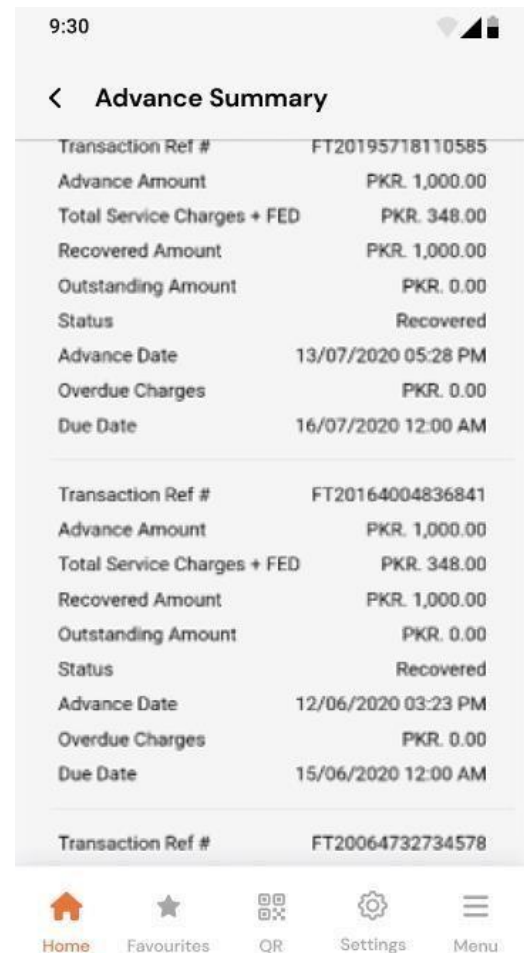 9:30
Advance Summary
Transaction Ref # FT20195718110585
Advance Amount PKR. 1,000.00
Total Service Charges + FED PKR. 348.00
Recovered Amount PKR. 1,000.00
Outstanding Amount PKR. 0.00
Status Recovered
Advance Date 13/07/2020 05:28 PM
Overdue Charges PKR. 0.00
Due Date 16/07/2020 12:00 AM
Transaction Ref # FT20164004836841
Advance Amount PKR. 1,000.00
Total Service Charges + FED PKR. 348.00
Recovered Amount PKR. 1,000.00
Outstanding Amount PKR. 0.00
Status Recovered
Advance Date 12/06/2020 03:23 PM
Overdue Charges PKR. 0.00
Due Date 15/06/2020 12:00 AM
Transaction Ref # FT20064732734578
Home Favourites QR Settings Menu